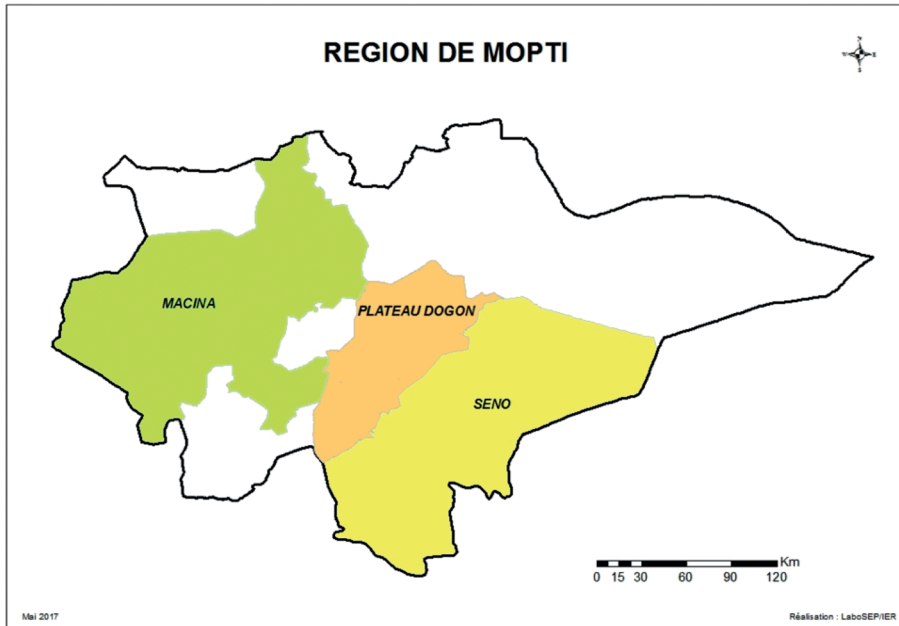 REGION DE MOPTI
N
W E
S
MACINA
PLATEAU DOGON
SENO
Km
0 15 30 60 90 120
Mai 2017
Réalisation : LaboSEP/IER